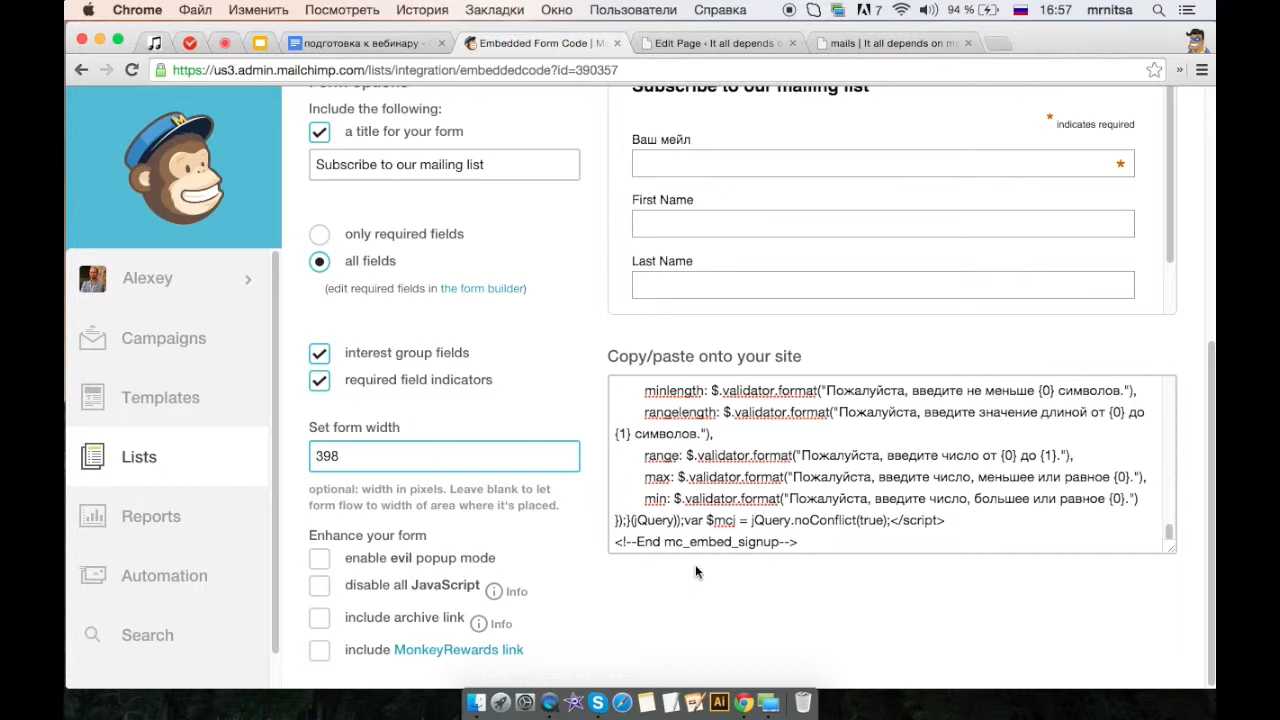 Chrome Файл Изменить Посмотреть История Закладки Окно Пользователи Справка 7 94 % 16:57 mrnitsa
подготовка к вебинару - Embedded Form Code | Ma Edit Page ‹ It all depends o mails | It all depends on m
https://us3.admin.mailchimp.com/lists/integration/embeddedcode?id=390357
Include the following:
a title for your form
Subscribe to our mailing list
only required fields
all fields
(edit required fields in the form builder)
interest group fields
required field indicators
Set form width
398
optional: width in pixels. Leave blank to let
form flow to width of area where it's placed.
Enhance your form
enable evil popup mode
disable all JavaScript Info
include archive link Info
include MonkeyRewards link
Alexey
Campaigns
Templates
Lists
Reports
Automation
Search
Subscribe to our mailing list
* indicates required
Ваш мейл
*
First Name
Last Name
Copy/paste onto your site
minlength: $.validator.format("Пожалуйста, введите не меньше {0} символов."),
rangelength: $.validator.format("Пожалуйста, введите значение длиной от {0} до
{1} символов."),
range: $.validator.format("Пожалуйста, введите число от {0} до {1}."),
max: $.validator.format("Пожалуйста, введите число, меньшее или равное {0}."),
min: $.validator.format("Пожалуйста, введите число, большее или равное {0}.")
});}(jQuery));var $mcj = jQuery.noConflict(true);</script>
<!--End mc_embed_signup-->
Ai